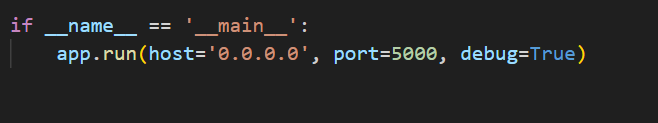 if __name__ == '__main__':
    app.run(host='0.0.0.0', port=5000, debug=True)